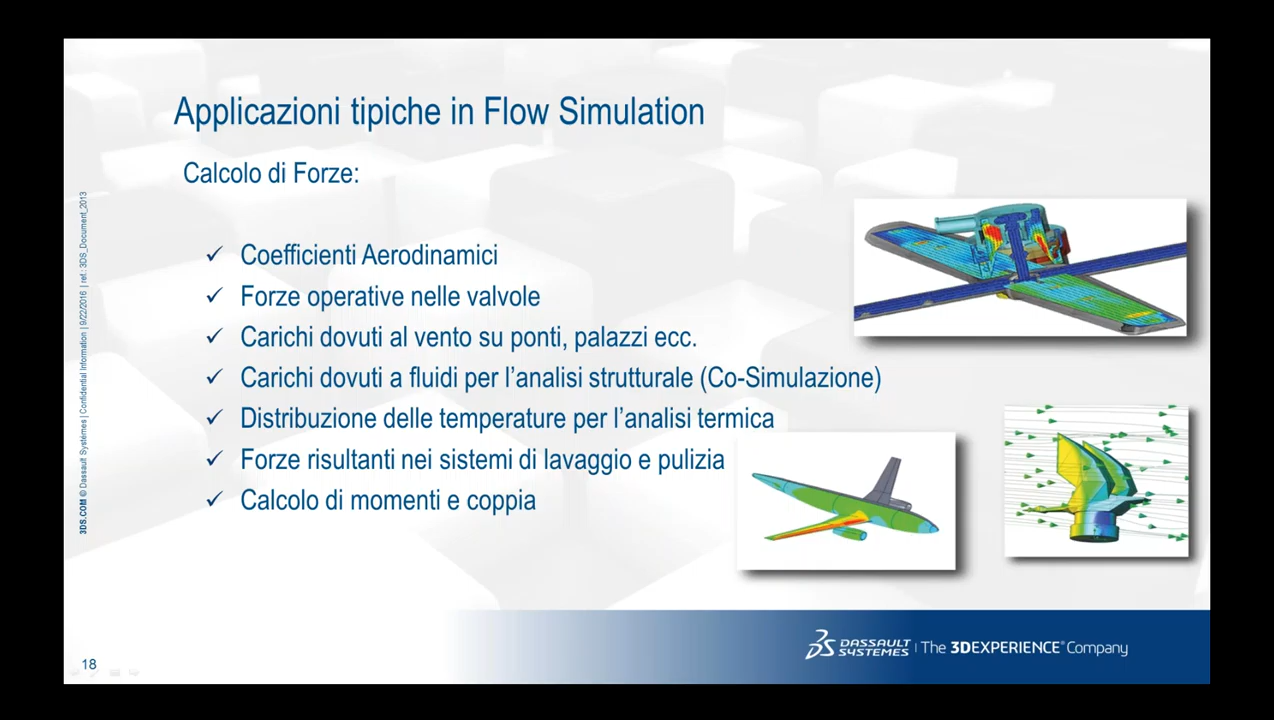 Applicazioni tipiche in Flow Simulation
Calcolo di Forze:
✓ Coefficienti Aerodinamici
✓ Forze operative nelle valvole
✓ Carichi dovuti al vento su ponti, palazzi ecc.
✓ Carichi dovuti a fluidi per l’analisi strutturale (Co-Simulazione)
✓ Distribuzione delle temperature per l’analisi termica
✓ Forze risultanti nei sistemi di lavaggio e pulizia
✓ Calcolo di momenti e coppia
3DS.COM © Dassault Systèmes | Confidential Information | 9/22/2016 | ref.: 3DS_Document_2013
18
DASSAULT SYSTEMES | The 3DEXPERIENCE® Company